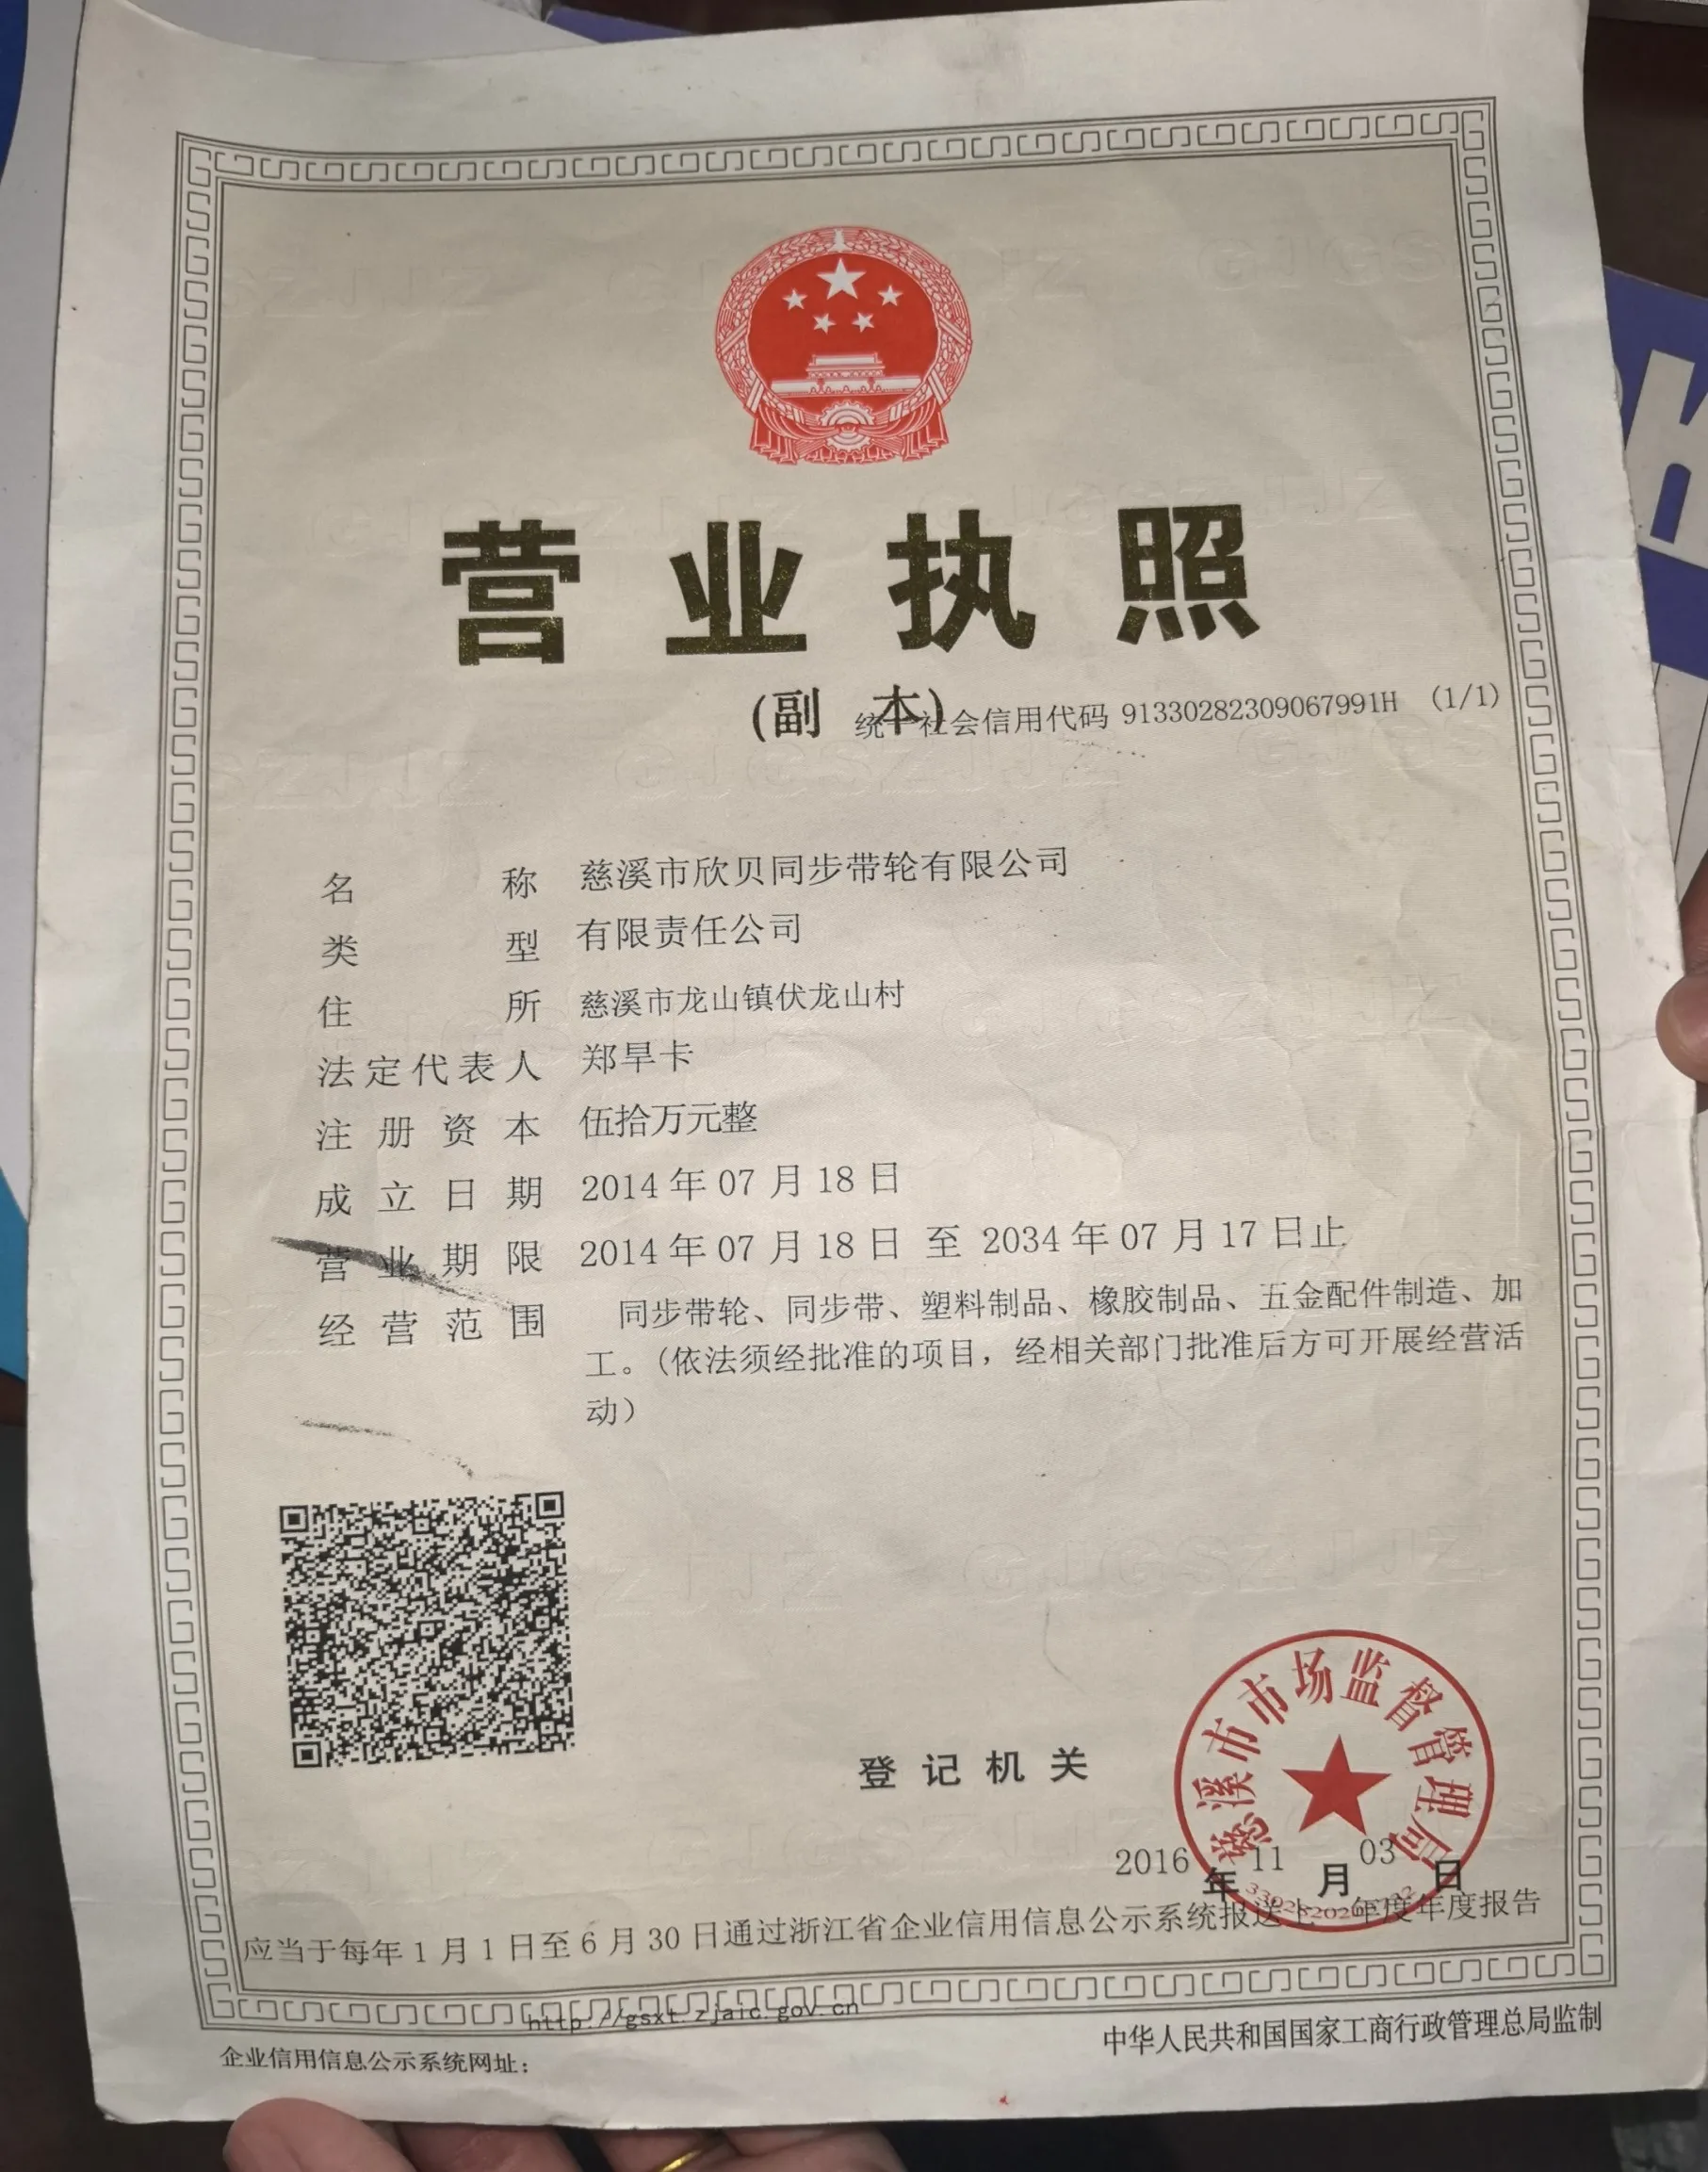 营业执照
(副 本)
统一社会信用代码 91330282309067991H (1/1)
名称 慈溪市欣贝同步带轮有限公司
类型 有限责任公司
住所 慈溪市龙山镇伏龙山村
法定代表人 郑旱卡
注册资本 伍拾万元整
成立日期 2014年07月18日
营业期限 2014年07月18日 至 2034年07月17日止
经营范围 同步带轮、同步带、塑料制品、橡胶制品、五金配件制造、加
工。(依法须经批准的项目，经相关部门批准后方可开展经营活
动)
登记机关
慈溪市市场监督管理局
2016年11月03日
应当于每年1月1日至6月30日通过浙江省企业信用信息公示系统报送上一年度年度报告
http://gsxt.zjaic.gov.cn
企业信用信息公示系统网址：
中华人民共和国国家工商行政管理总局监制